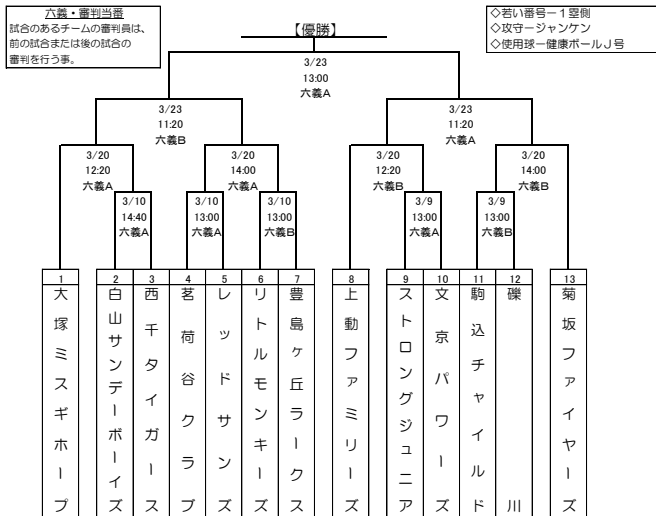 六義・審判当番
試合のあるチームの審判員は、
前の試合または後の試合の
審判を行う事。
【優勝】
◇若い番号ー１塁側
◇攻守ージャンケン
◇使用球ー健康ボールＪ号
3/23
13:00
六義A
3/23
11:20
六義B
3/23
11:20
六義A
3/20
12:20
六義A
3/20
14:00
六義A
3/20
12:20
六義B
3/20
14:00
六義B
3/10
14:40
六義A
3/10
13:00
六義A
3/10
13:00
六義B
3/9
13:00
六義A
3/9
13:00
六義B
1
大塚ミスギホープ
2
白山サンデーボーイズ
3
西千タイガース
4
茗荷谷クラブ
5
レッドサンズ
6
リトルモンキーズ
7
豊島ヶ丘ラークス
8
上動ファミリーズ
9
ストロングジュニア
10
文京パワーズ
11
駒込チャイルド
12
礫川
13
菊坂ファイヤーズ